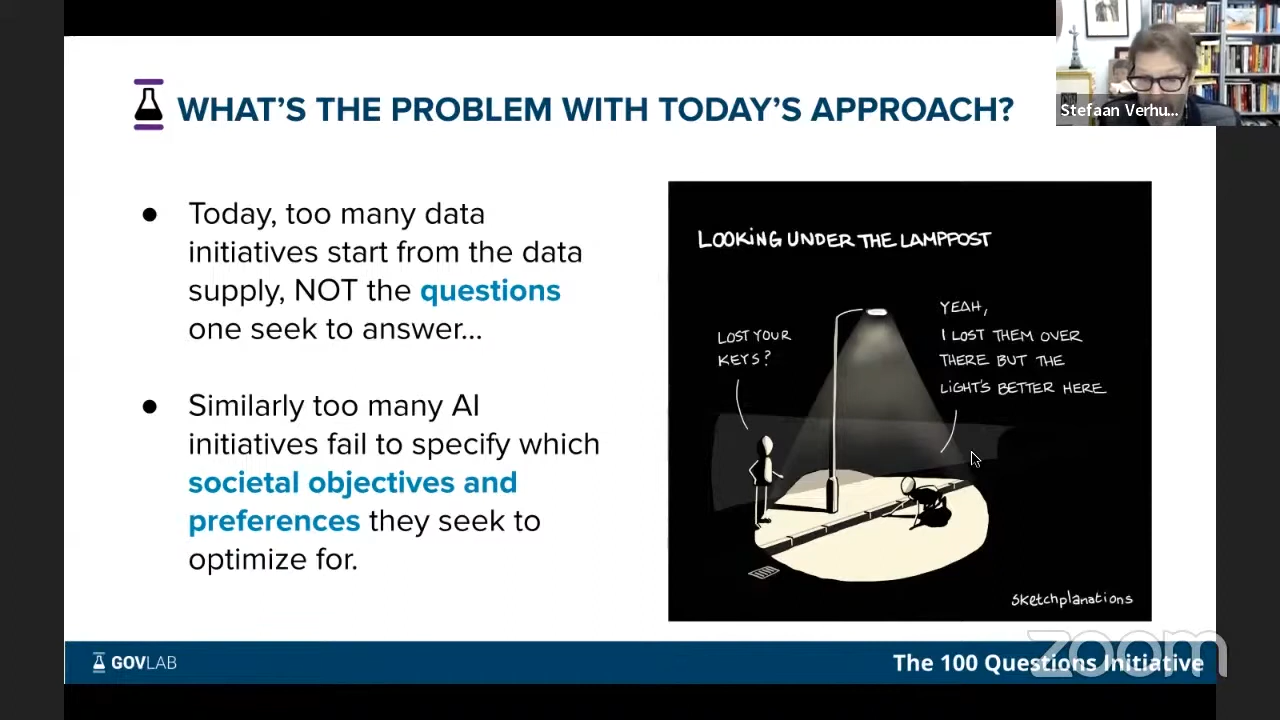 WHAT'S THE PROBLEM WITH TODAY'S APPROACH?
Stefaan Verhu...
● Today, too many data
initiatives start from the data
supply, NOT the questions
one seek to answer...
● Similarly too many AI
initiatives fail to specify which
societal objectives and
preferences they seek to
optimize for.
LOOKING UNDER THE LAMPPOST
LOST YOUR
KEYS?
YEAH,
I LOST THEM OVER
THERE BUT THE
LIGHT'S BETTER HERE
sketchplanations
GOVLAB
The 100 Questions Initiative
zoom